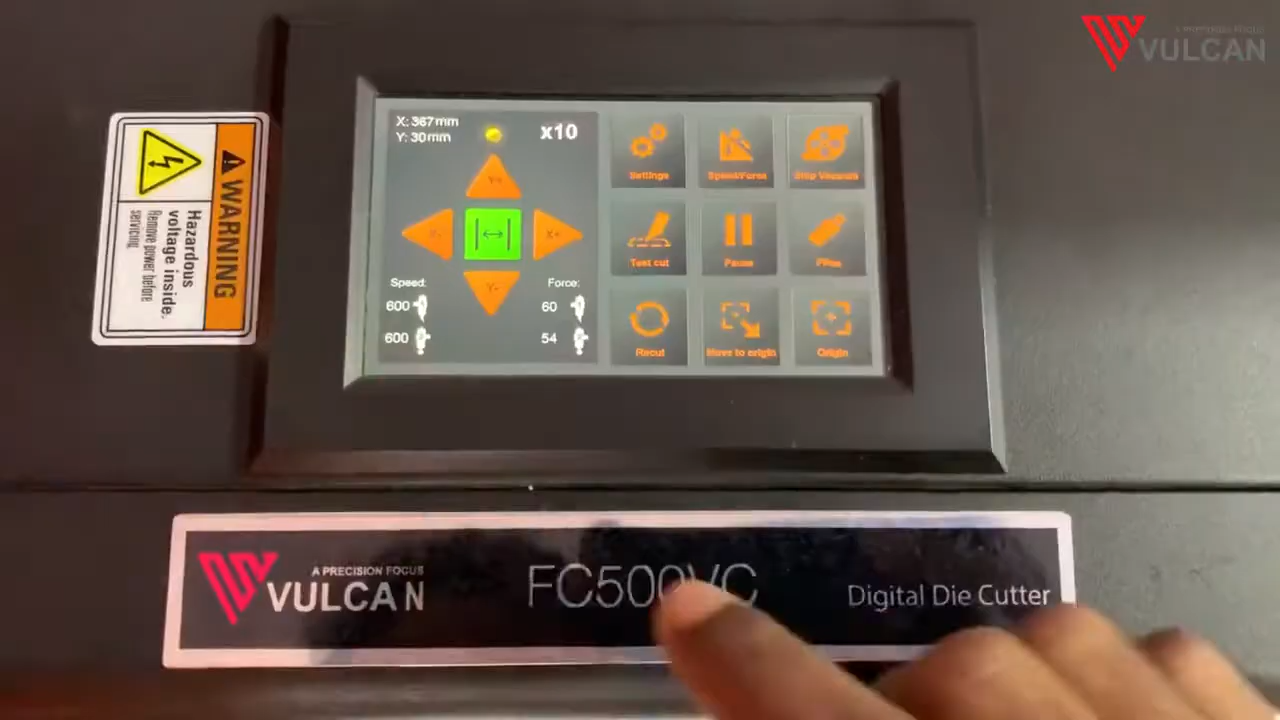 A PRECISION FOCUS
VULCAN
WARNING
Hazardous
voltage inside.
Remove power before
servicing.
X: 367mm
Y: 30mm
x10
Y+
X-
X+
Y-
Speed:
600
600
Force:
60
54
Settings
Speed/Force
Stop Vacuum
Test cut
Pause
Files
Recut
Move to origin
Origin
A PRECISION FOCUS
VULCAN
FC500VC
Digital Die Cutter